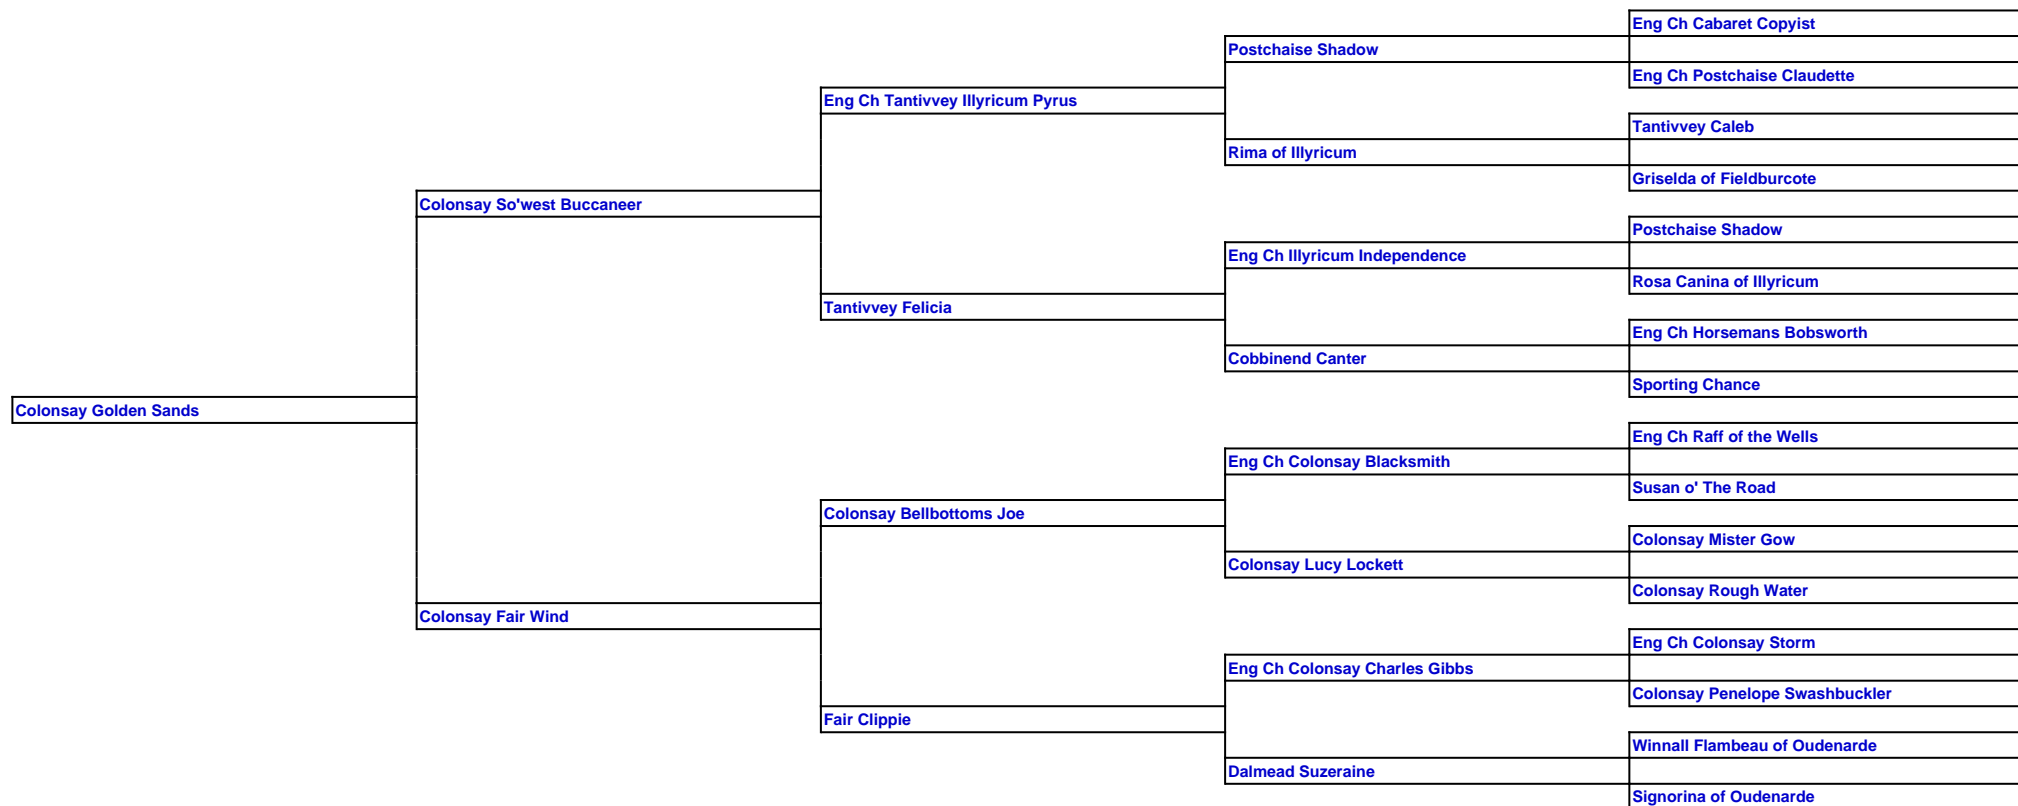 Eng Ch Cabaret Copyist
Postchaise Shadow
Eng Ch Postchaise Claudette
Eng Ch Tantivvey Illyricum Pyrus
Tantivvey Caleb
Rima of Illyricum
Griselda of Fieldburcote
Colonsay So'west Buccaneer
Postchaise Shadow
Eng Ch Illyricum Independence
Rosa Canina of Illyricum
Tantivvey Felicia
Eng Ch Horsemans Bobsworth
Cobbinend Canter
Sporting Chance
Colonsay Golden Sands
Eng Ch Raff of the Wells
Eng Ch Colonsay Blacksmith
Susan o' The Road
Colonsay Bellbottoms Joe
Colonsay Mister Gow
Colonsay Lucy Lockett
Colonsay Rough Water
Colonsay Fair Wind
Eng Ch Colonsay Storm
Eng Ch Colonsay Charles Gibbs
Colonsay Penelope Swashbuckler
Fair Clippie
Winnall Flambeau of Oudenarde
Dalmead Suzeraine
Signorina of Oudenarde